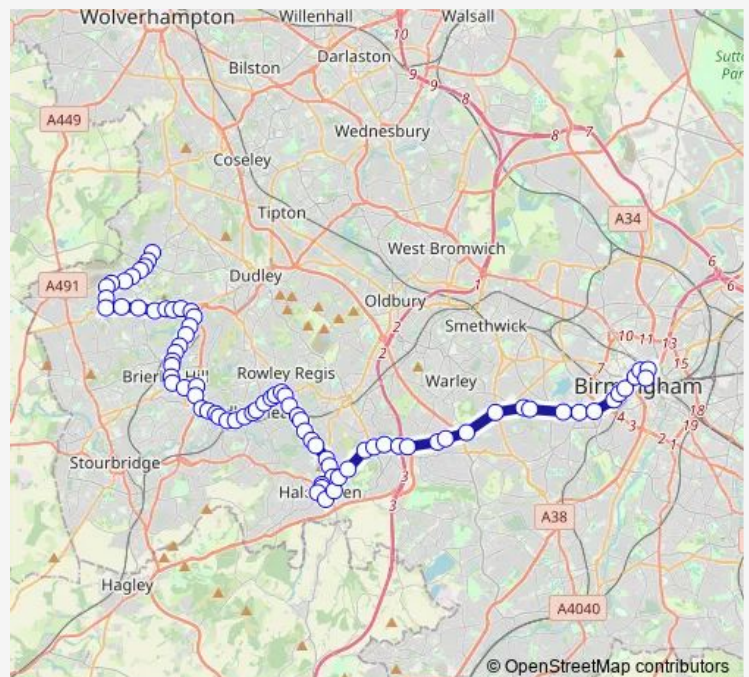 Wolverhampton
Willenhall
Walsall
10
Darlaston
Bilston
9
9
8
A449
Wednesbury
8
7
Coseley
Tipton
A34
West Bromwich
6
Dudley
A491
1
6
Oldbury
2
Smethwick
10 11 13
2
15
7
Rowley Regis
Warley
Birmingham
18
4 3
19
2 1
Stourbridge
3
3
A38
Hagley
A4040
© OpenStreetMap contributors